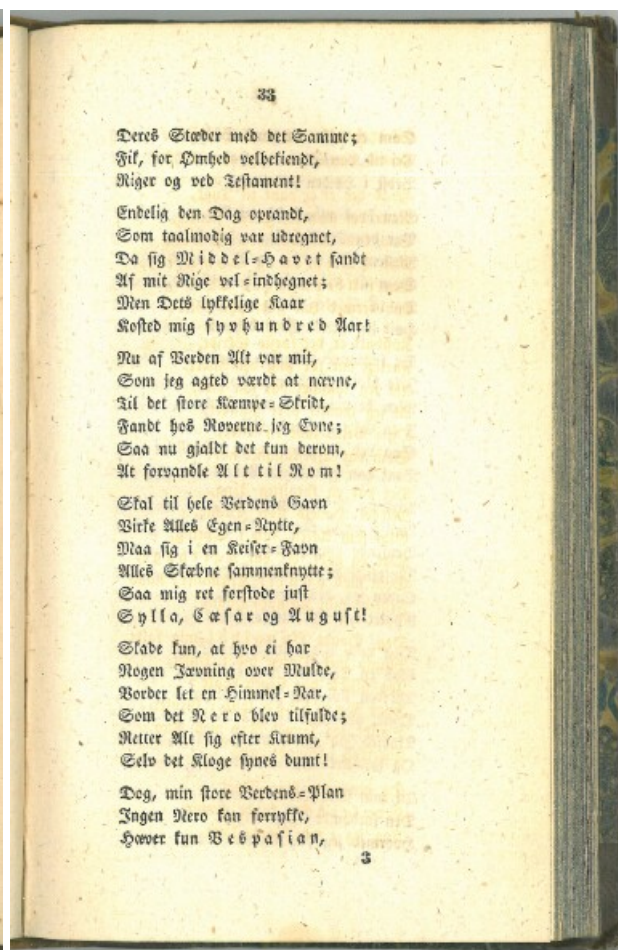 33
Deres Stæder med det Samme;
Fik, for Ømhed velbekiendt,
Riger og ved Testament!
Endelig den Dag oprandt,
Som taalmodig var udregnet,
Da sig Middel-Havet fandt
Af mit Rige vel-indhegnet;
Men Dets lykkelige Kaar
Kosted mig syvhundred Aar!
Nu af Verden Alt var mit,
Som jeg agted værdt at nævne,
Til det store Kæmpe-Skridt,
Fandt hos Røverne jeg Evne;
Saa nu gjaldt det kun derom,
At forvandle Alt til Rom!
Skal til hele Verdens Gavn
Virke Alles Egen-Nytte,
Maa sig i en Keiser-Favn
Alles Skæbne sammenknytte;
Saa mig ret forstode just
Sylla, Cæsar og August!
Skade kun, at hvo ei har
Nogen Jævning over Mulde,
Vorder let en Himmel-Nar,
Som det Nero blev tilfulde;
Retter Alt sig efter Krumt,
Selv det Kloge synes dumt!
Dog, min store Verdens-Plan
Ingen Nero kan forrykke,
Hæver kun Vespasian,
3